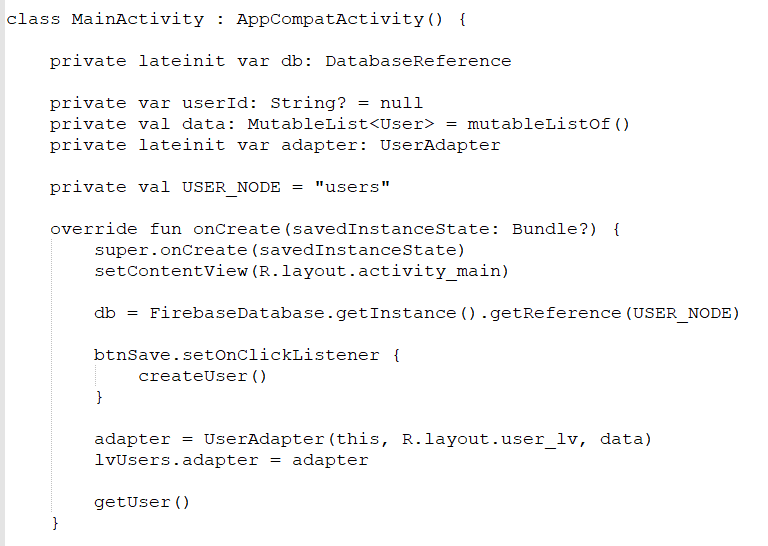 class MainActivity : AppCompatActivity() {
private lateinit var db: DatabaseReference
private var userId: String? = null
private val data: MutableList<User> = mutableListOf()
private lateinit var adapter: UserAdapter
private val USER_NODE = "users"
override fun onCreate(savedInstanceState: Bundle?) {
super.onCreate(savedInstanceState)
setContentView(R.layout.activity_main)
db = FirebaseDatabase.getInstance().getReference(USER_NODE)
btnSave.setOnClickListener {
createUser()
}
adapter = UserAdapter(this, R.layout.user_lv, data)
lvUsers.adapter = adapter
getUser()
}